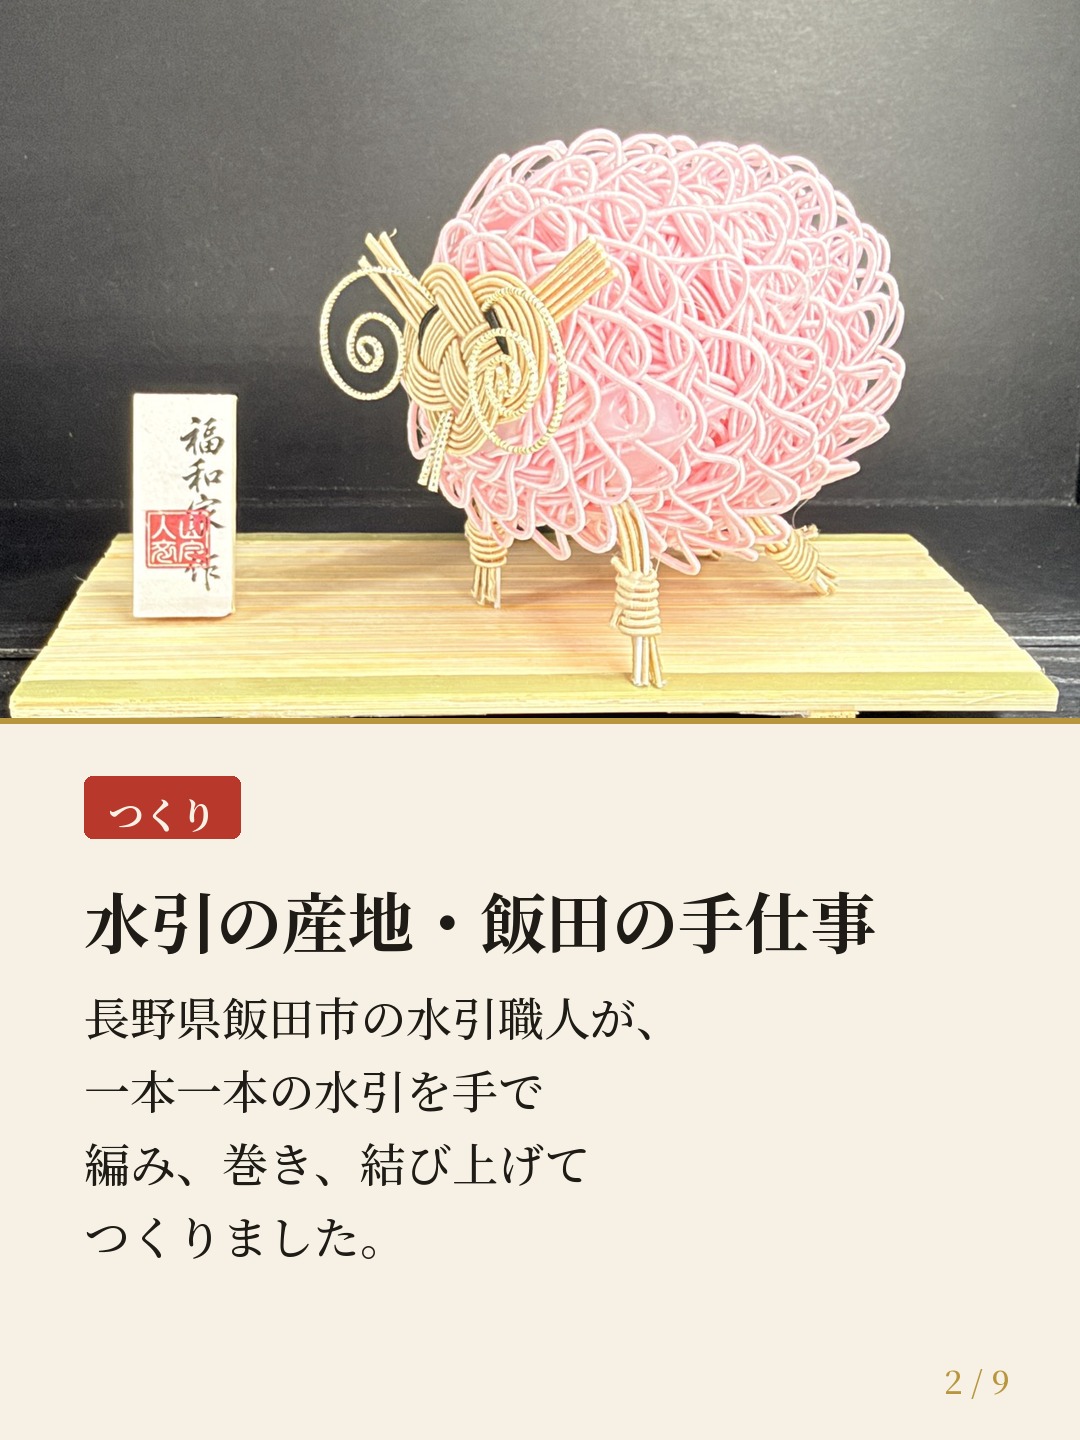 福和家作
つくり
水引の産地・飯田の手仕事
長野県飯田市の水引職人が、
一本一本の水引を手で
編み、巻き、結び上げて
つくりました。
2 / 9